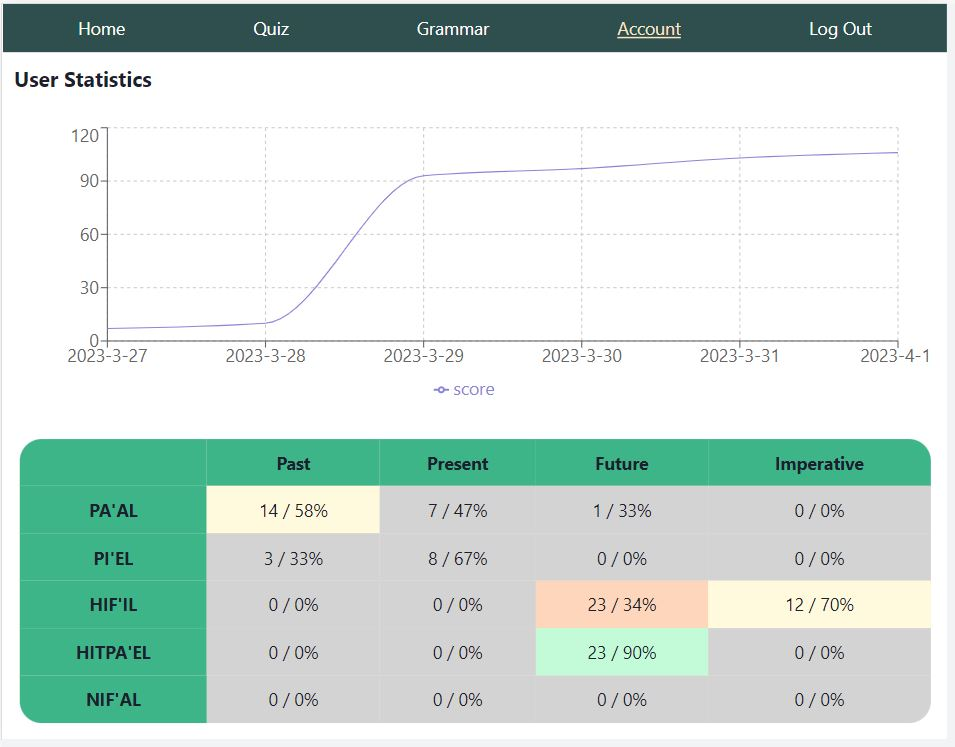 Home Quiz Grammar Account Log Out
User Statistics
120
90
60
30
0
2023-3-27 2023-3-28 2023-3-29 2023-3-30 2023-3-31 2023-4-1
score
Past Present Future Imperative
PA'AL 14 / 58% 7 / 47% 1 / 33% 0 / 0%
PI'EL 3 / 33% 8 / 67% 0 / 0% 0 / 0%
HIF'IL 0 / 0% 0 / 0% 23 / 34% 12 / 70%
HITPA'EL 0 / 0% 0 / 0% 23 / 90% 0 / 0%
NIF'AL 0 / 0% 0 / 0% 0 / 0% 0 / 0%